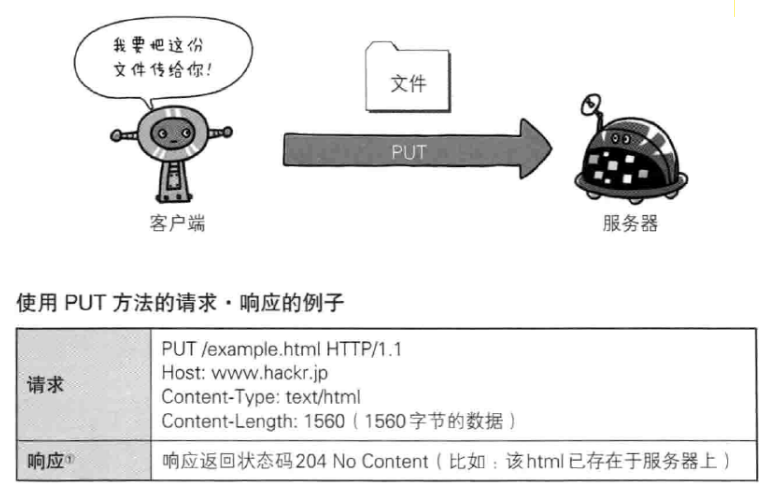 我要把这份
文件传给你！
文件
PUT
客户端
服务器
使用 PUT 方法的请求・响应的例子
请求
PUT /example.html HTTP/1.1
Host: www.hackr.jp
Content-Type: text/html
Content-Length: 1560（1560字节的数据）
响应①
响应返回状态码204 No Content（比如：该html已存在于服务器上）